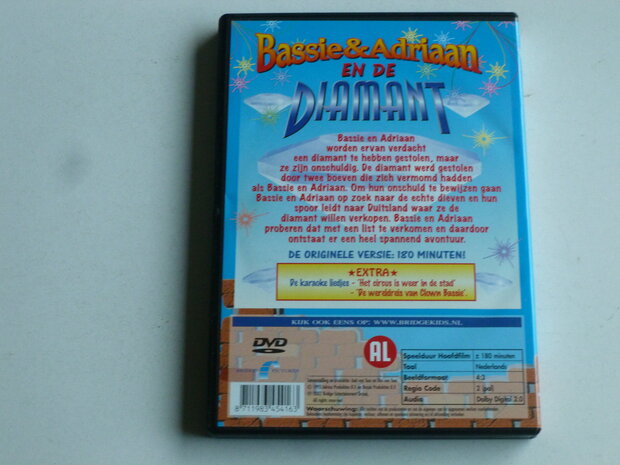 Bassie & Adriaan
EN DE
DIAMANT
Bassie en Adriaan
worden ervan verdacht
een diamant te hebben gestolen, maar
ze zijn onschuldig. De diamant werd gestolen
door twee boeven die zich vermomd hadden
als Bassie en Adriaan. Om hun onschuld te bewijzen gaan
Bassie en Adriaan op zoek naar de echte dieven en hun
spoor leidt naar Duitsland waar ze de
diamant willen verkopen. Bassie en Adriaan
proberen dat met een list te verkomen en daardoor
ontstaat er een heel spannend avontuur.
DE ORIGINELE VERSIE: 180 MINUTEN!
★EXTRA★
De karaoke liedjes - 'Het circus is weer in de stad'
- 'De wereldreis van Clown Bassie'.
KIJK OOK EENS OP: WWW.BRIDGEKIDS.NL
DVD
AL
Speelduur Hoofdfilm ± 180 minuten
Taal Nederlands
Beeldformaat 4:3
Regio Code 2 (pal)
Audio Dolby Digital 2.0
8 711983 454163
All rights reserved
Waarschuwing: